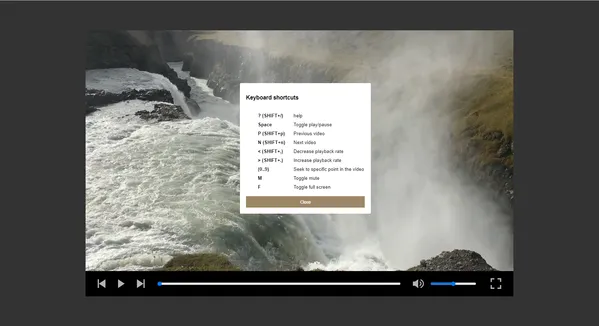 Keyboard shortcuts
? (SHIFT+/) help
Space Toggle play/pause
P (SHIFT+p) Previous video
N (SHIFT+n) Next video
< (SHIFT+,) Decrease playback rate
> (SHIFT+.) Increase playback rate
(0..9) Seek to specific point in the video
M Toggle mute
F Toggle full screen
Close